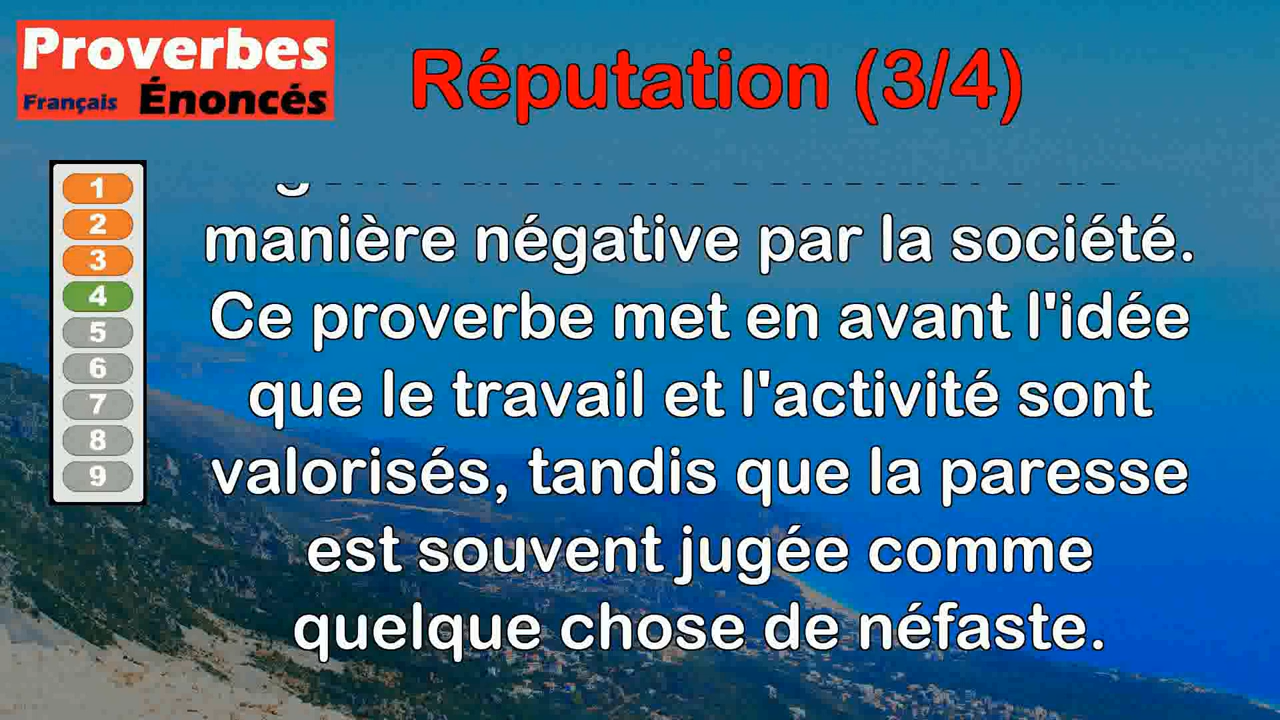 Proverbes
Français Énoncés
Réputation (3/4)
1
2
3
4
5
6
7
8
9
manière négative par la société.
Ce proverbe met en avant l'idée
que le travail et l'activité sont
valorisés, tandis que la paresse
est souvent jugée comme
quelque chose de néfaste.